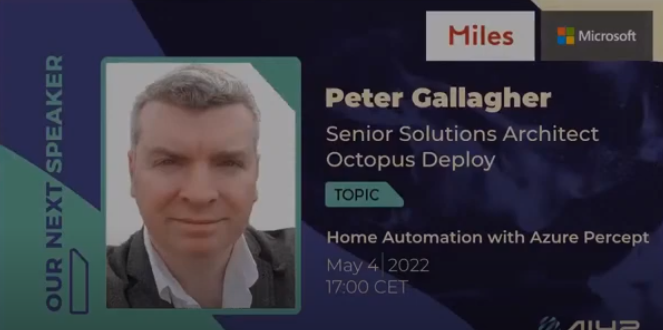 Miles
Microsoft
OUR NEXT SPEAKER
Peter Gallagher
Senior Solutions Architect
Octopus Deploy
TOPIC
Home Automation with Azure Percept
May 4 2022
17:00 CET